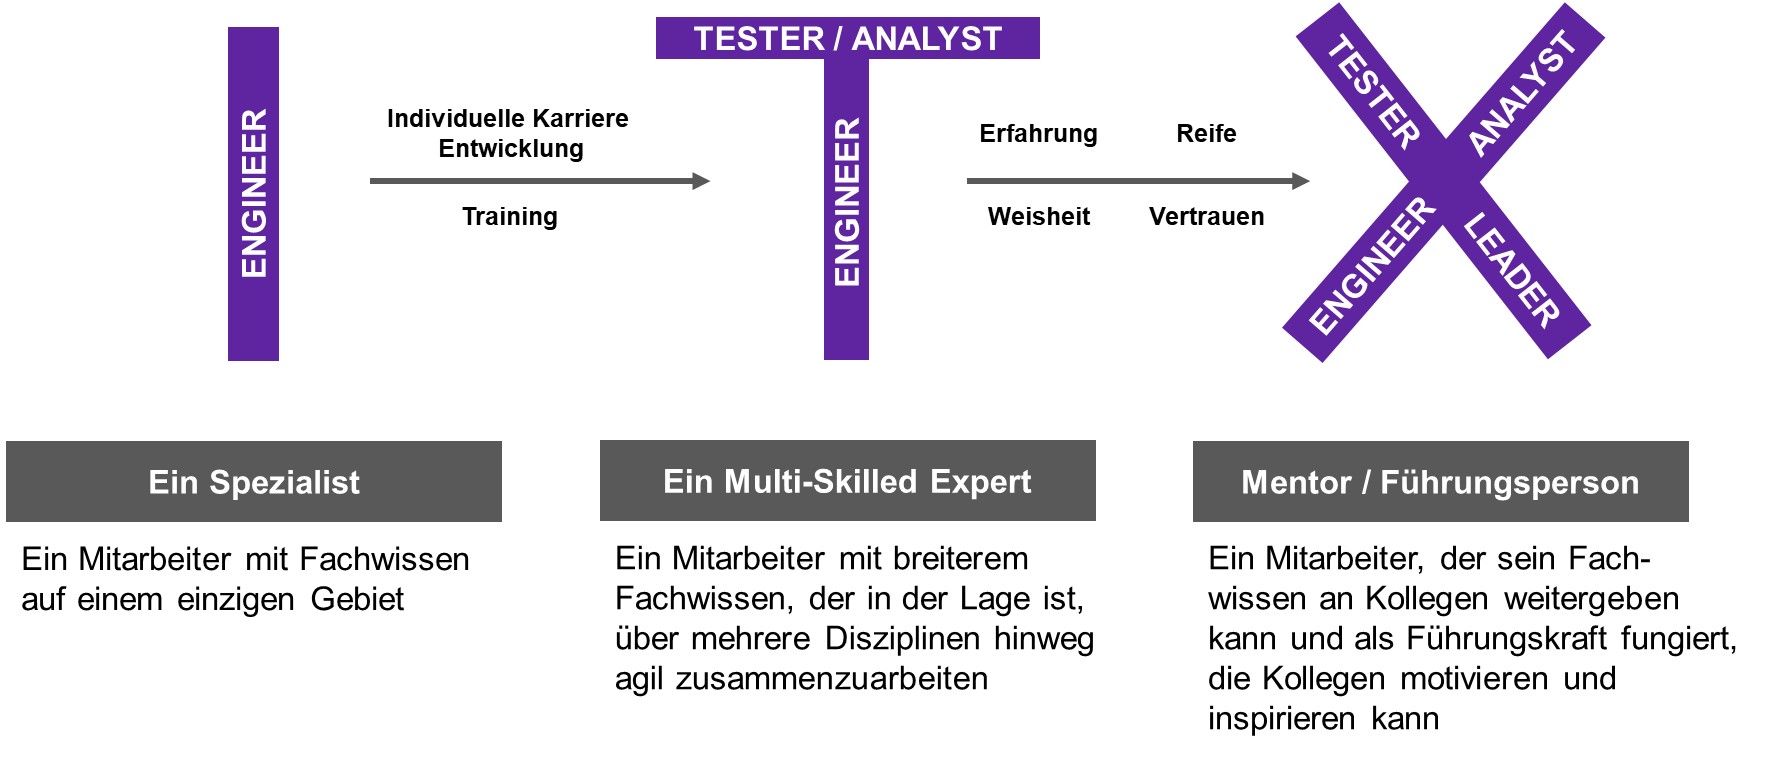 ENGINEER
Individuelle Karriere
Entwicklung
Training
TESTER / ANALYST
ENGINEER
Erfahrung Reife
Weisheit Vertrauen
TESTER
ANALYST
ENGINEER
LEADER
Ein Spezialist
Ein Mitarbeiter mit Fachwissen
auf einem einzigen Gebiet
Ein Multi-Skilled Expert
Ein Mitarbeiter mit breiterem
Fachwissen, der in der Lage ist,
über mehrere Disziplinen hinweg
agil zusammenzuarbeiten
Mentor / Führungsperson
Ein Mitarbeiter, der sein Fach-
wissen an Kollegen weitergeben
kann und als Führungskraft fungiert,
die Kollegen motivieren und
inspirieren kann